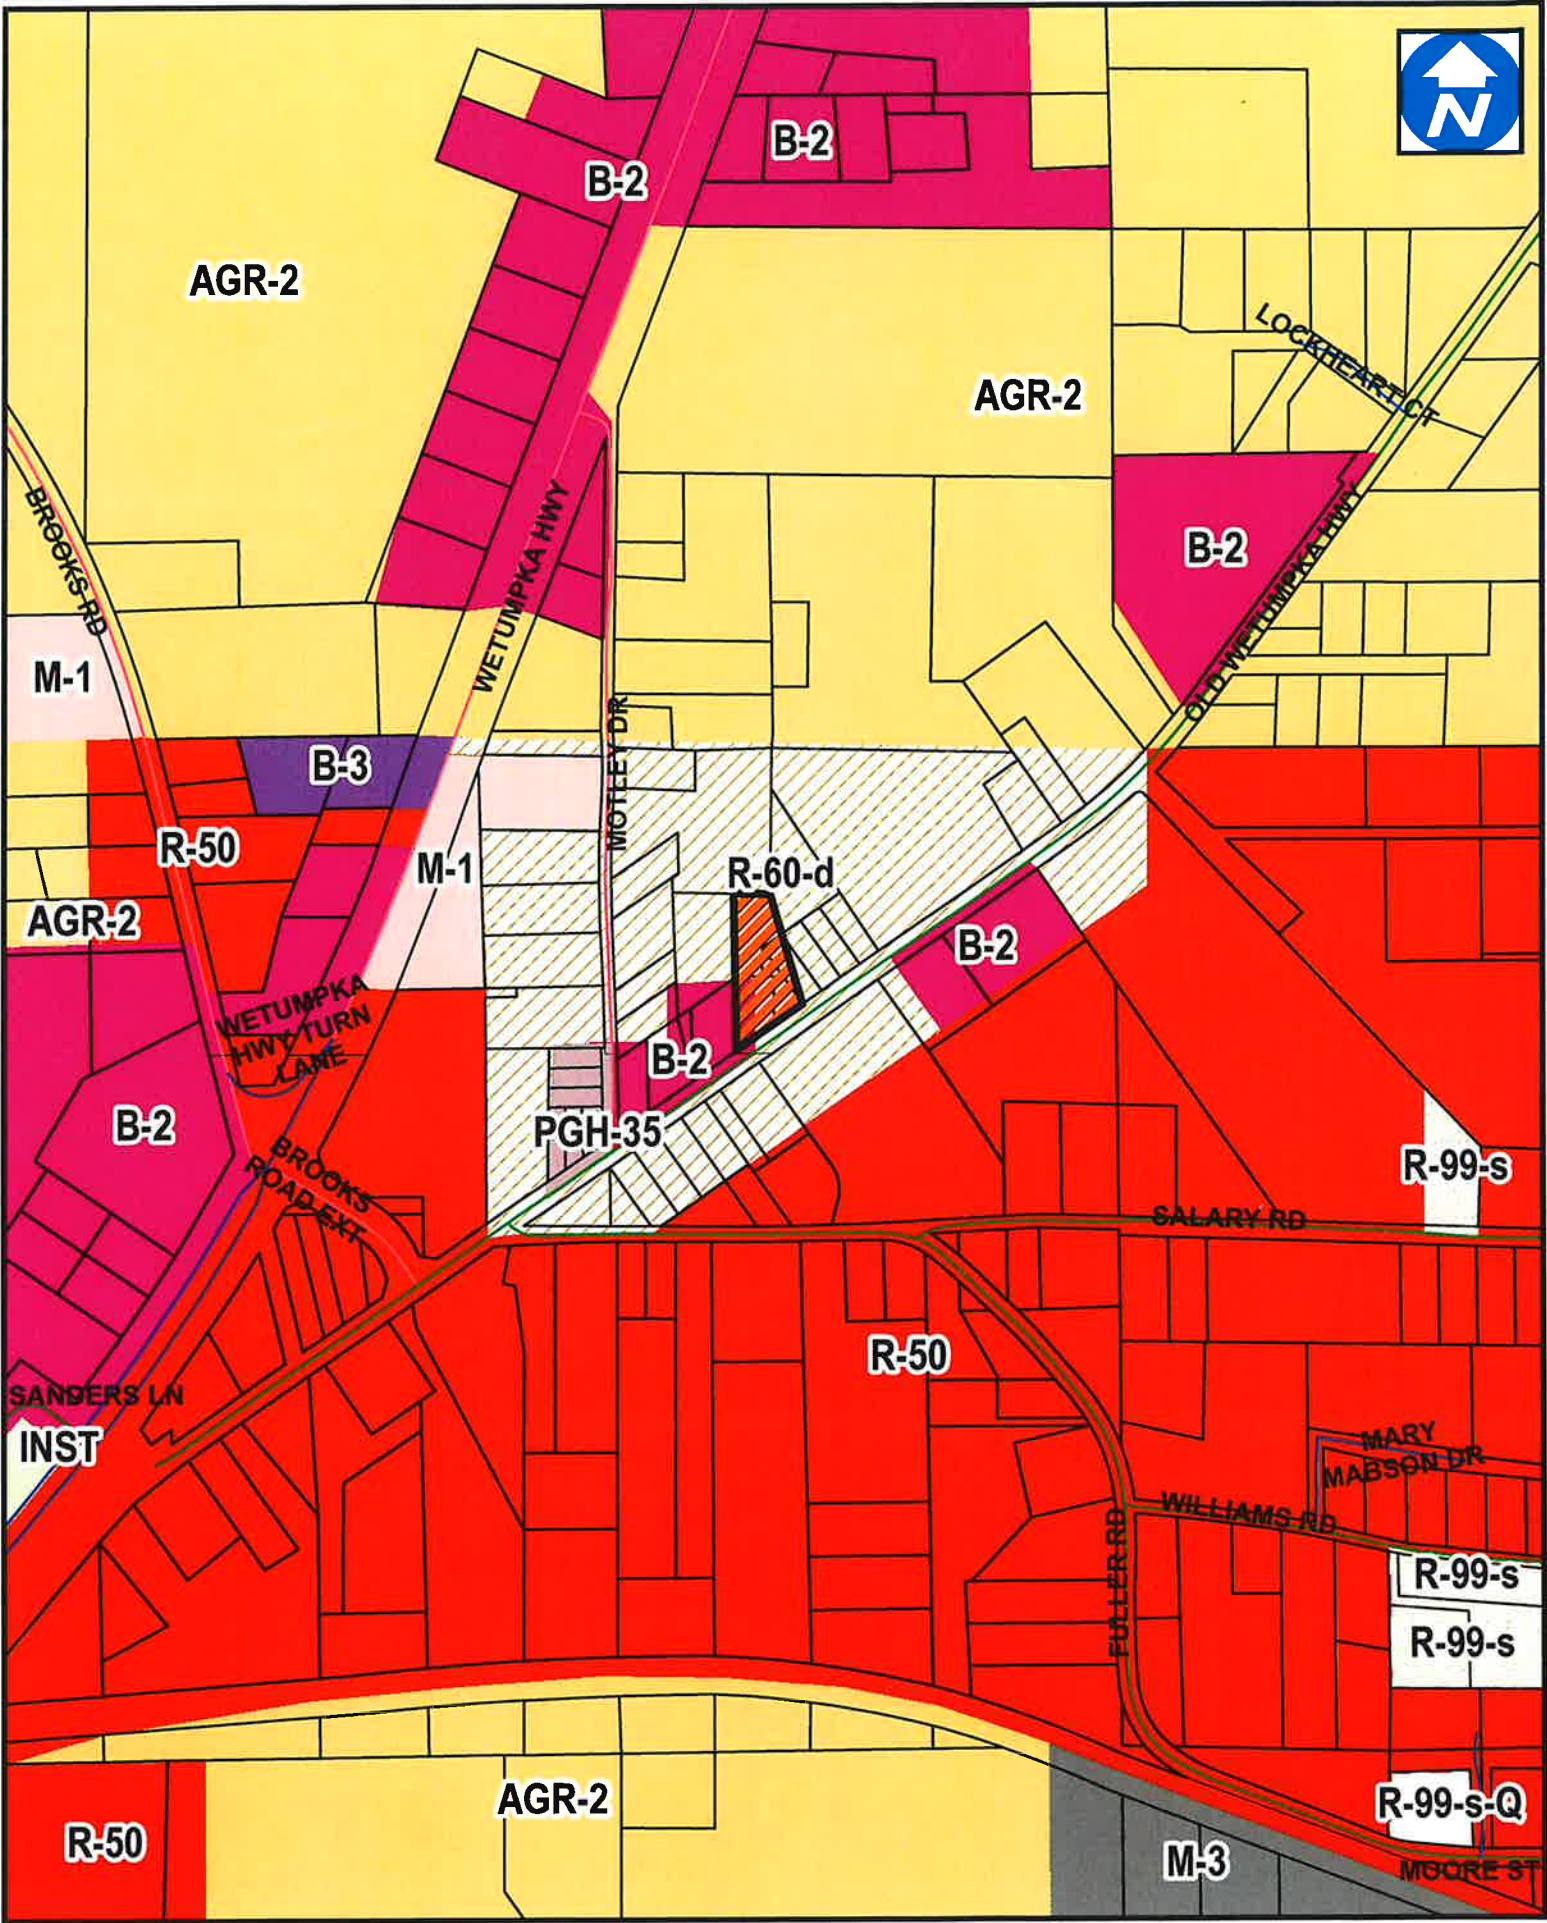 N
B-2
B-2
AGR-2
LOCKHEART CT
AGR-2
BROOKS RD
WETUMPKA HWY
B-2
OLD WETUMPKA HWY
M-1
MOTLEY DR
B-3
R-50
M-1
R-60-d
AGR-2
B-2
WETUMPKA
HWY TURN
LANE
B-2
B-2
PGH-35
BROOKS
ROAD EXT
R-99-s
SALARY RD
R-50
SANDERS LN
INST
MARY
MABSON DR
WILLIAMS RD
FULLER RD
R-99-s
R-99-s
AGR-2
R-99-s-Q
R-50
M-3
MOORE ST